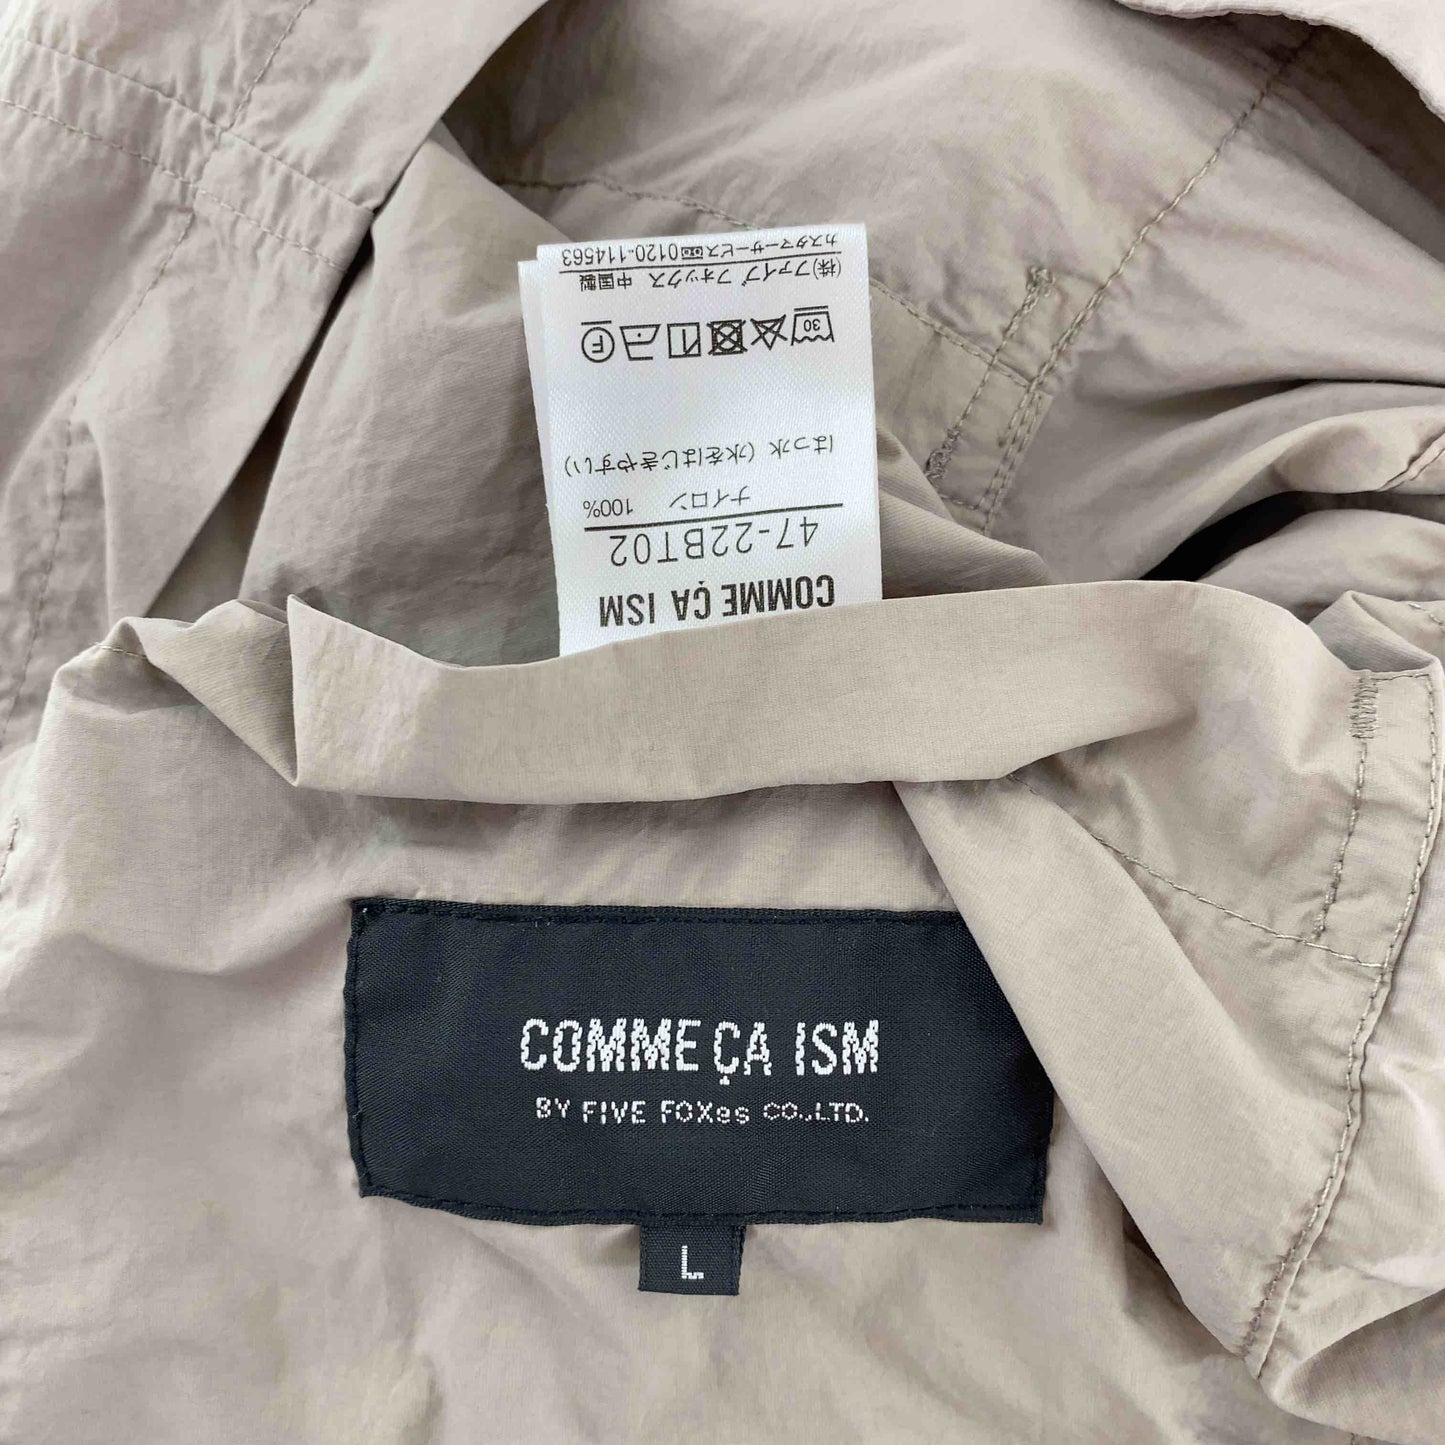 COMME ÇA ISM
47-22BT02
ナイロン 100%
はっ水 (水をはじきやすい)
30 F
(株)ファイブ フォックス 中国製
カスタマーサービス 0120-114563
COMME ÇA ISM
BY FIVE FOXes CO.,LTD.
L